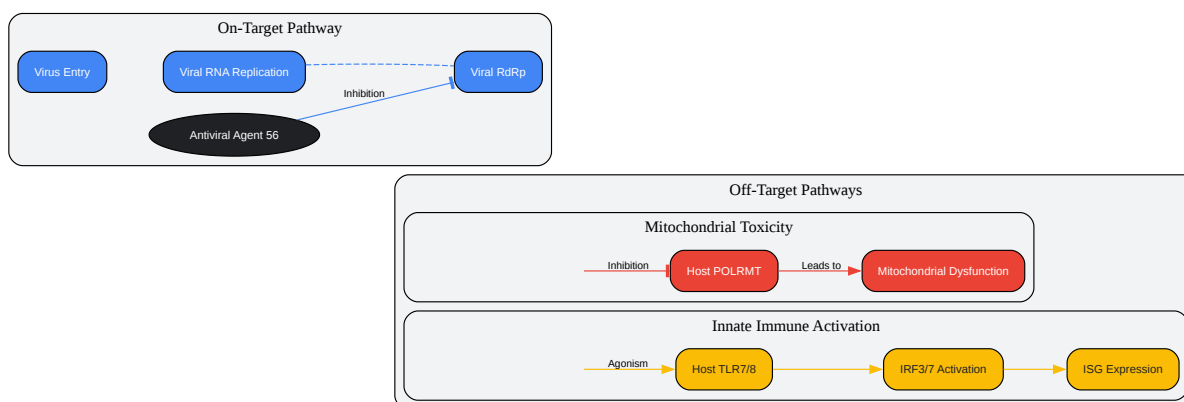 On-Target Pathway
Virus Entry
Viral RNA Replication
Viral RdRp
Inhibition
Antiviral Agent 56
Off-Target Pathways
Mitochondrial Toxicity
Inhibition
Host POLRMT
Leads to
Mitochondrial Dysfunction
Innate Immune Activation
Agonism
Host TLR7/8
IRF3/7 Activation
ISG Expression